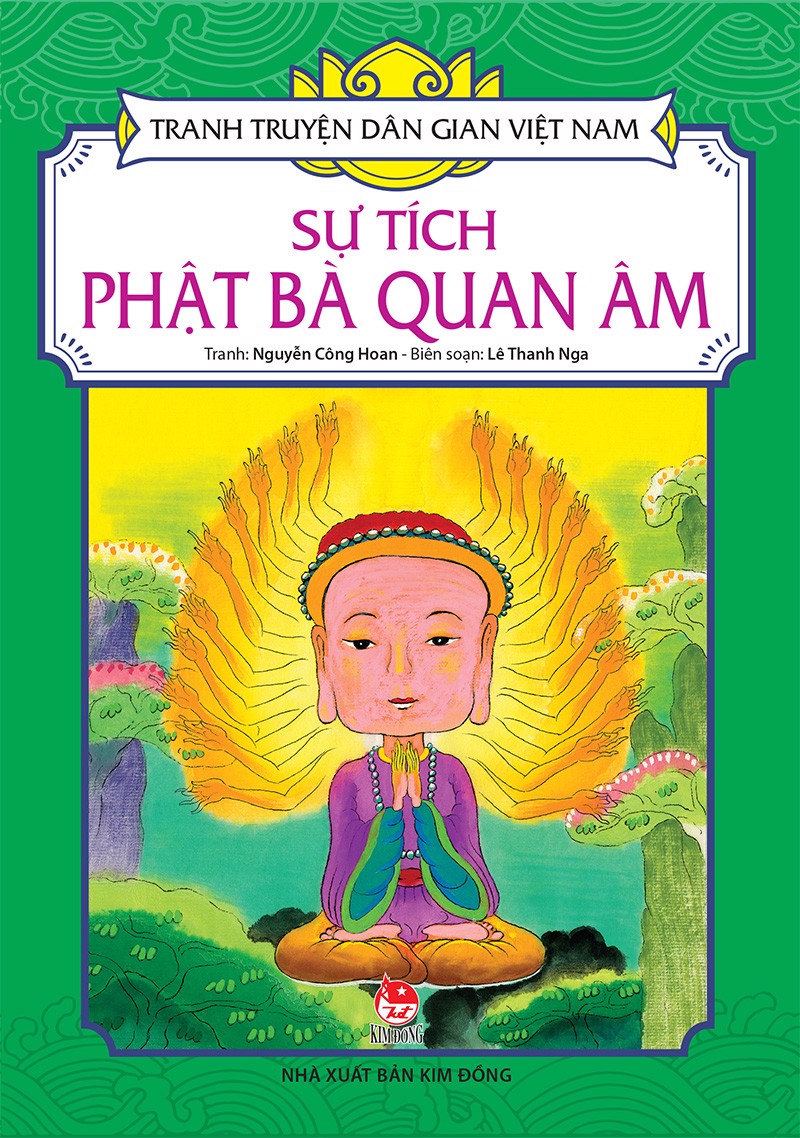 TRANH TRUYỆN DÂN GIAN VIỆT NAM
SỰ TÍCH
PHẬT BÀ QUAN ÂM
Tranh: Nguyễn Công Hoan - Biên soạn: Lê Thanh Nga
KIM ĐỒNG
NHÀ XUẤT BẢN KIM ĐỒNG